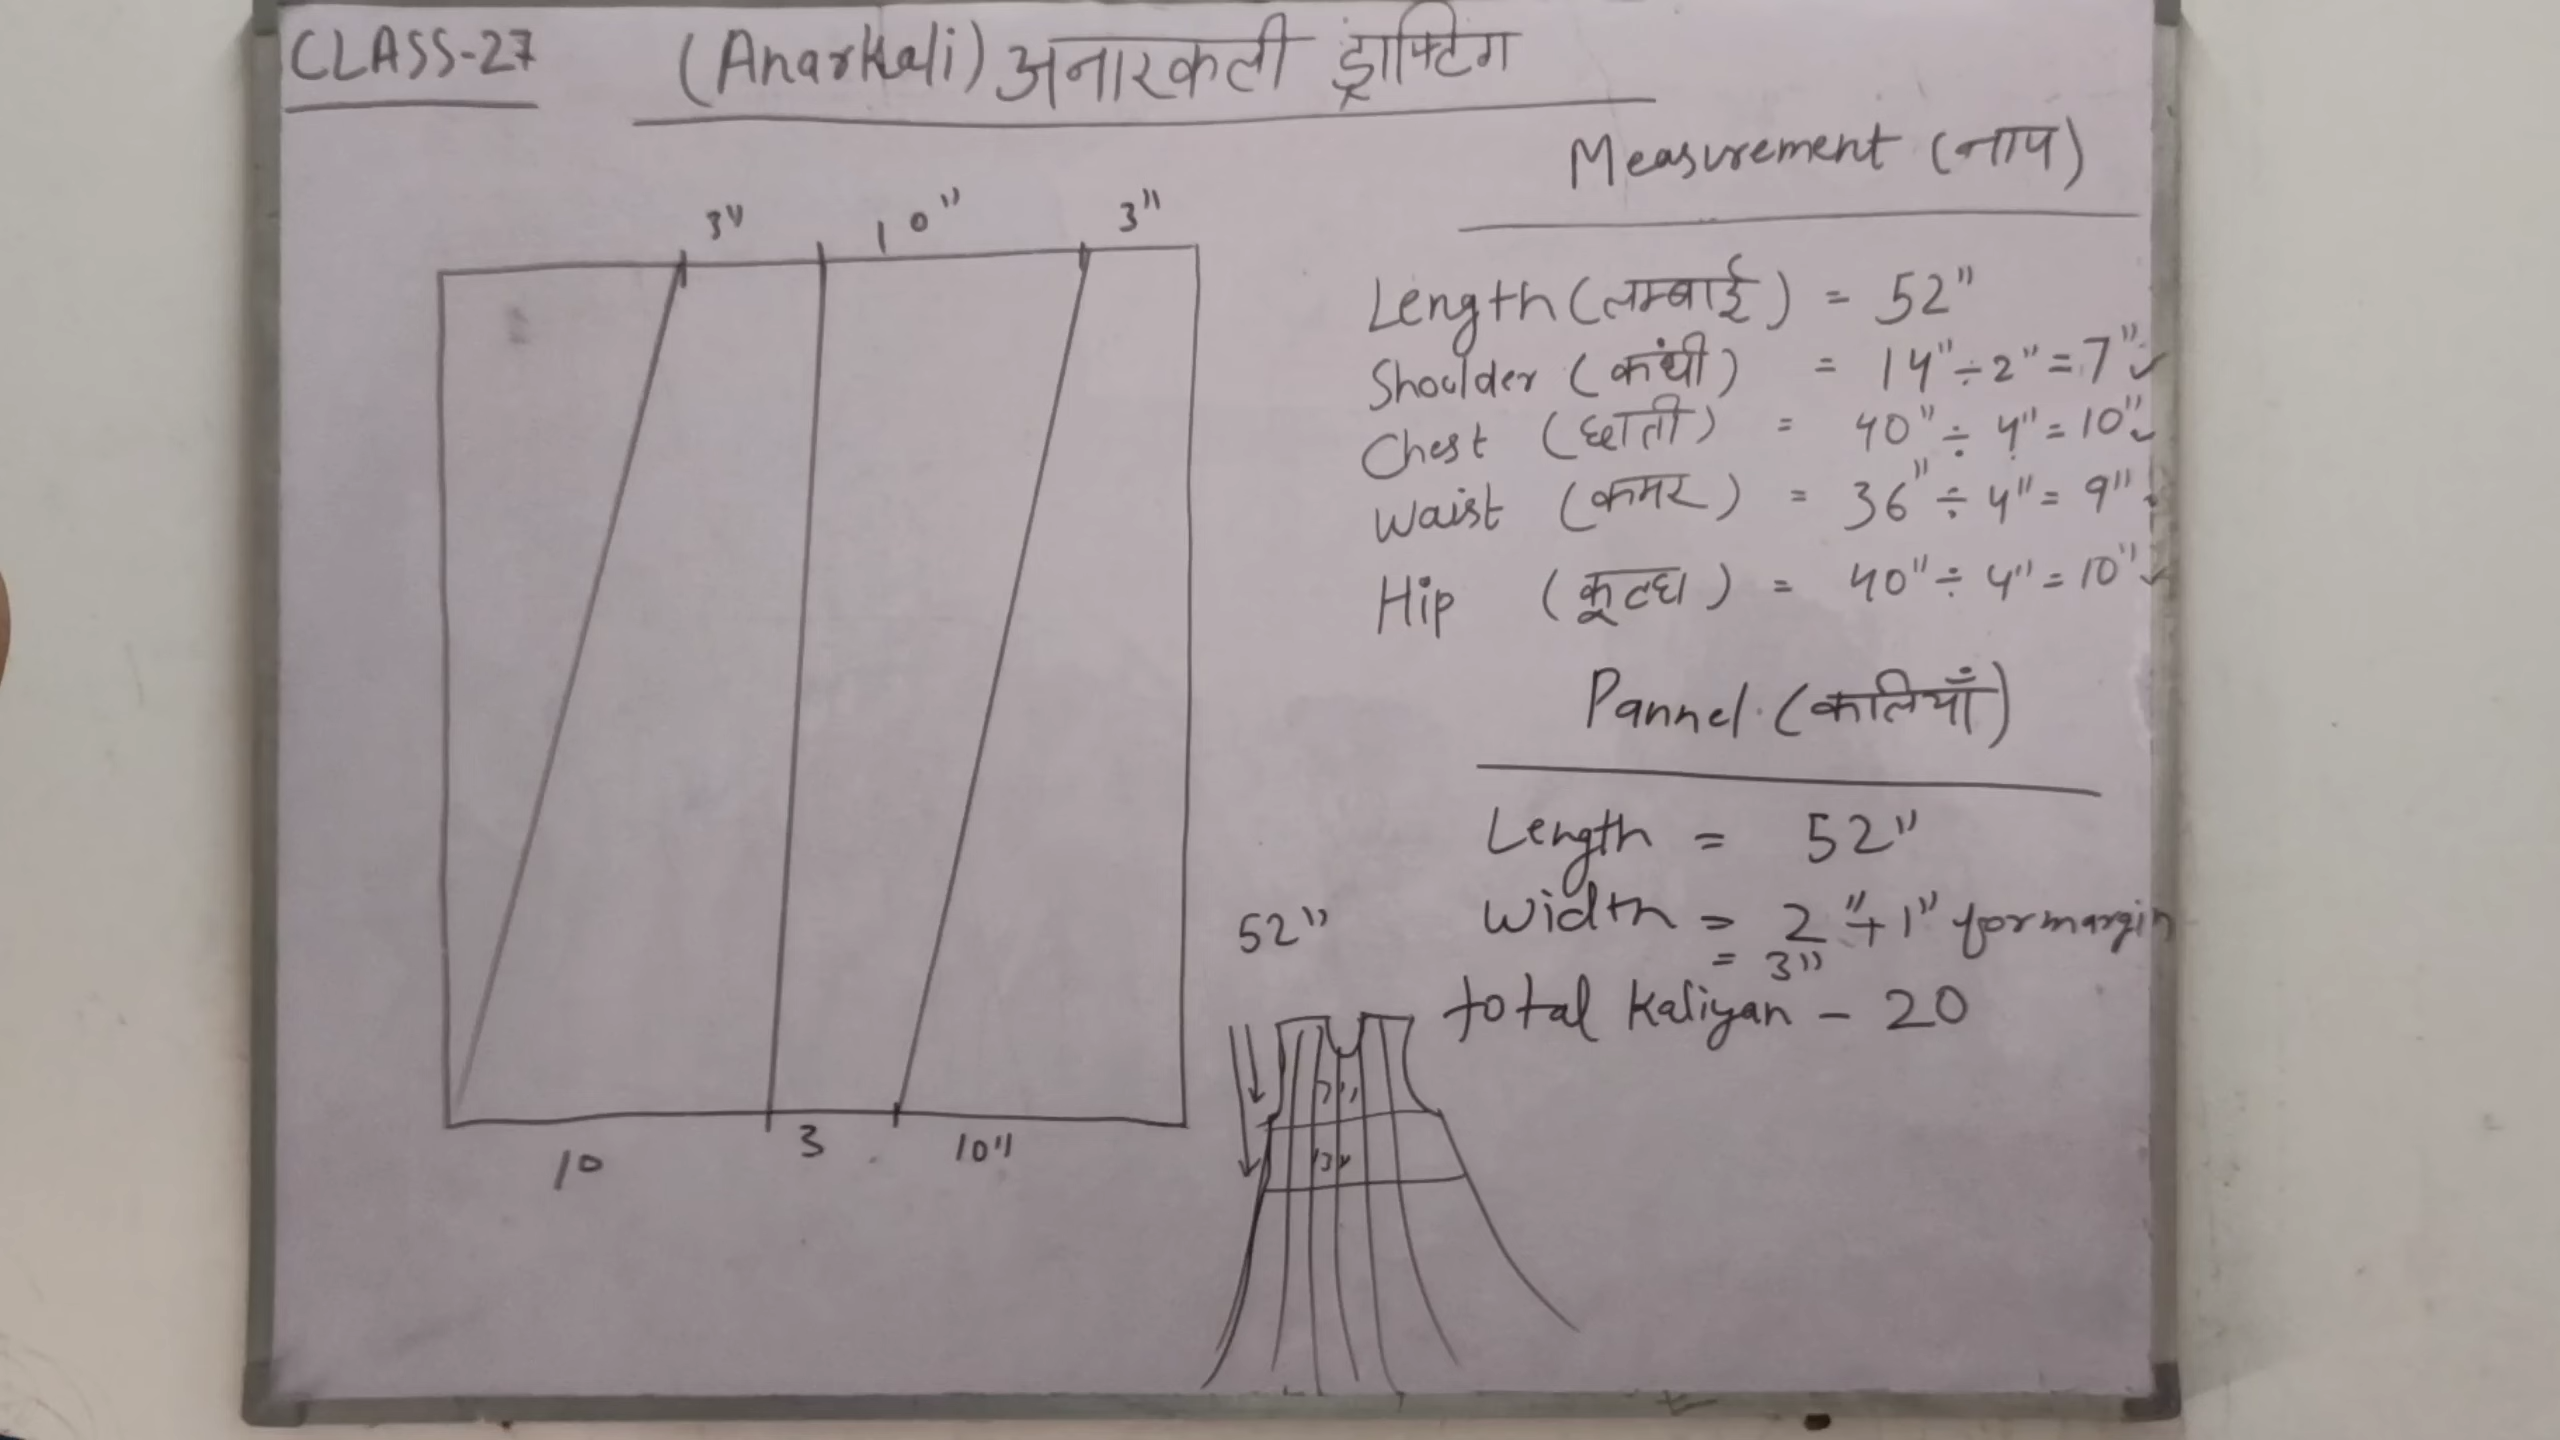 CLASS-27
(Anarkali) अनारकली ड्राफ्टिंग
Measurement (नाप)
3" 10" 3"
Length (लम्बाई) = 52"
Shoulder (कंधी) = 14" ÷ 2" = 7" ✓
Chest (छाती) = 40" ÷ 4" = 10" ✓
Waist (कमर) = 36" ÷ 4" = 9"
Hip (कूल्हा) = 40" ÷ 4" = 10" ✓
Pannel (कलियाँ)
Length = 52"
Width = 2" + 1" for margin
= 3"
total kaliyan - 20
52"
10 3 10"